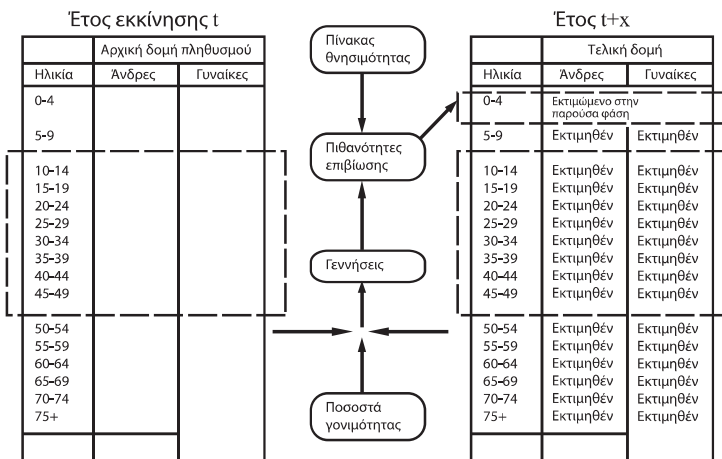 Έτος εκκίνησης t
Αρχική δομή πληθυσμού
Ηλικία Άνδρες Γυναίκες
0-4
5-9
10-14
15-19
20-24
25-29
30-34
35-39
40-44
45-49
50-54
55-59
60-64
65-69
70-74
75+
Πίνακας
θνησιμότητας
Πιθανότητες
επιβίωσης
Γεννήσεις
Ποσοστά
γονιμότητας
Έτος t+x
Τελική δομή
Ηλικία Άνδρες Γυναίκες
0-4 Εκτιμώμενο στην
παρούσα φάση
5-9 Εκτιμηθέν Εκτιμηθέν
10-14 Εκτιμηθέν Εκτιμηθέν
15-19 Εκτιμηθέν Εκτιμηθέν
20-24 Εκτιμηθέν Εκτιμηθέν
25-29 Εκτιμηθέν Εκτιμηθέν
30-34 Εκτιμηθέν Εκτιμηθέν
35-39 Εκτιμηθέν Εκτιμηθέν
40-44 Εκτιμηθέν Εκτιμηθέν
45-49 Εκτιμηθέν Εκτιμηθέν
50-54 Εκτιμηθέν Εκτιμηθέν
55-59 Εκτιμηθέν Εκτιμηθέν
60-64 Εκτιμηθέν Εκτιμηθέν
65-69 Εκτιμηθέν Εκτιμηθέν
70-74 Εκτιμηθέν Εκτιμηθέν
75+ Εκτιμηθέν Εκτιμηθέν